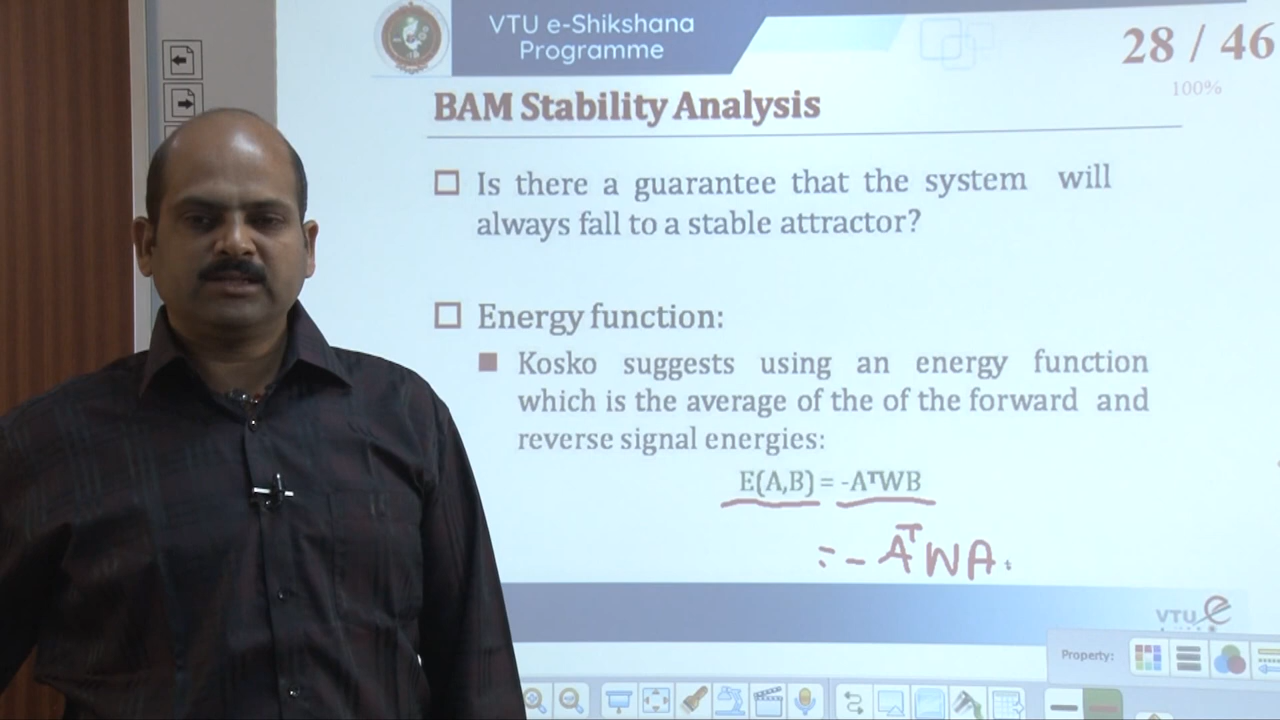 VTU e-Shikshana
Programme
28 / 46
100%
BAM Stability Analysis
Is there a guarantee that the system will
always fall to a stable attractor?
Energy function:
Kosko suggests using an energy function
which is the average of the of the forward and
reverse signal energies:
E(A,B) = -AᵀWB
= - AᵀWA.
VTU e
Property: